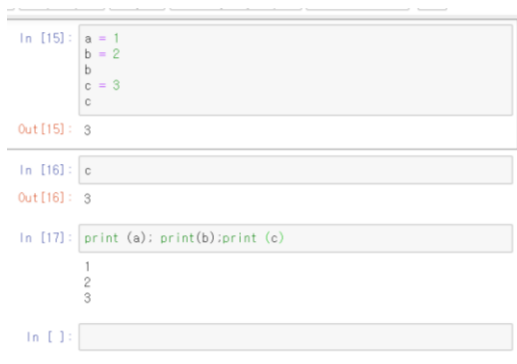 In [15]: a = 1
b = 2
b
c = 3
c
Out[15]: 3
In [16]: c
Out[16]: 3
In [17]: print (a); print(b);print (c)
1
2
3
In [ ]: